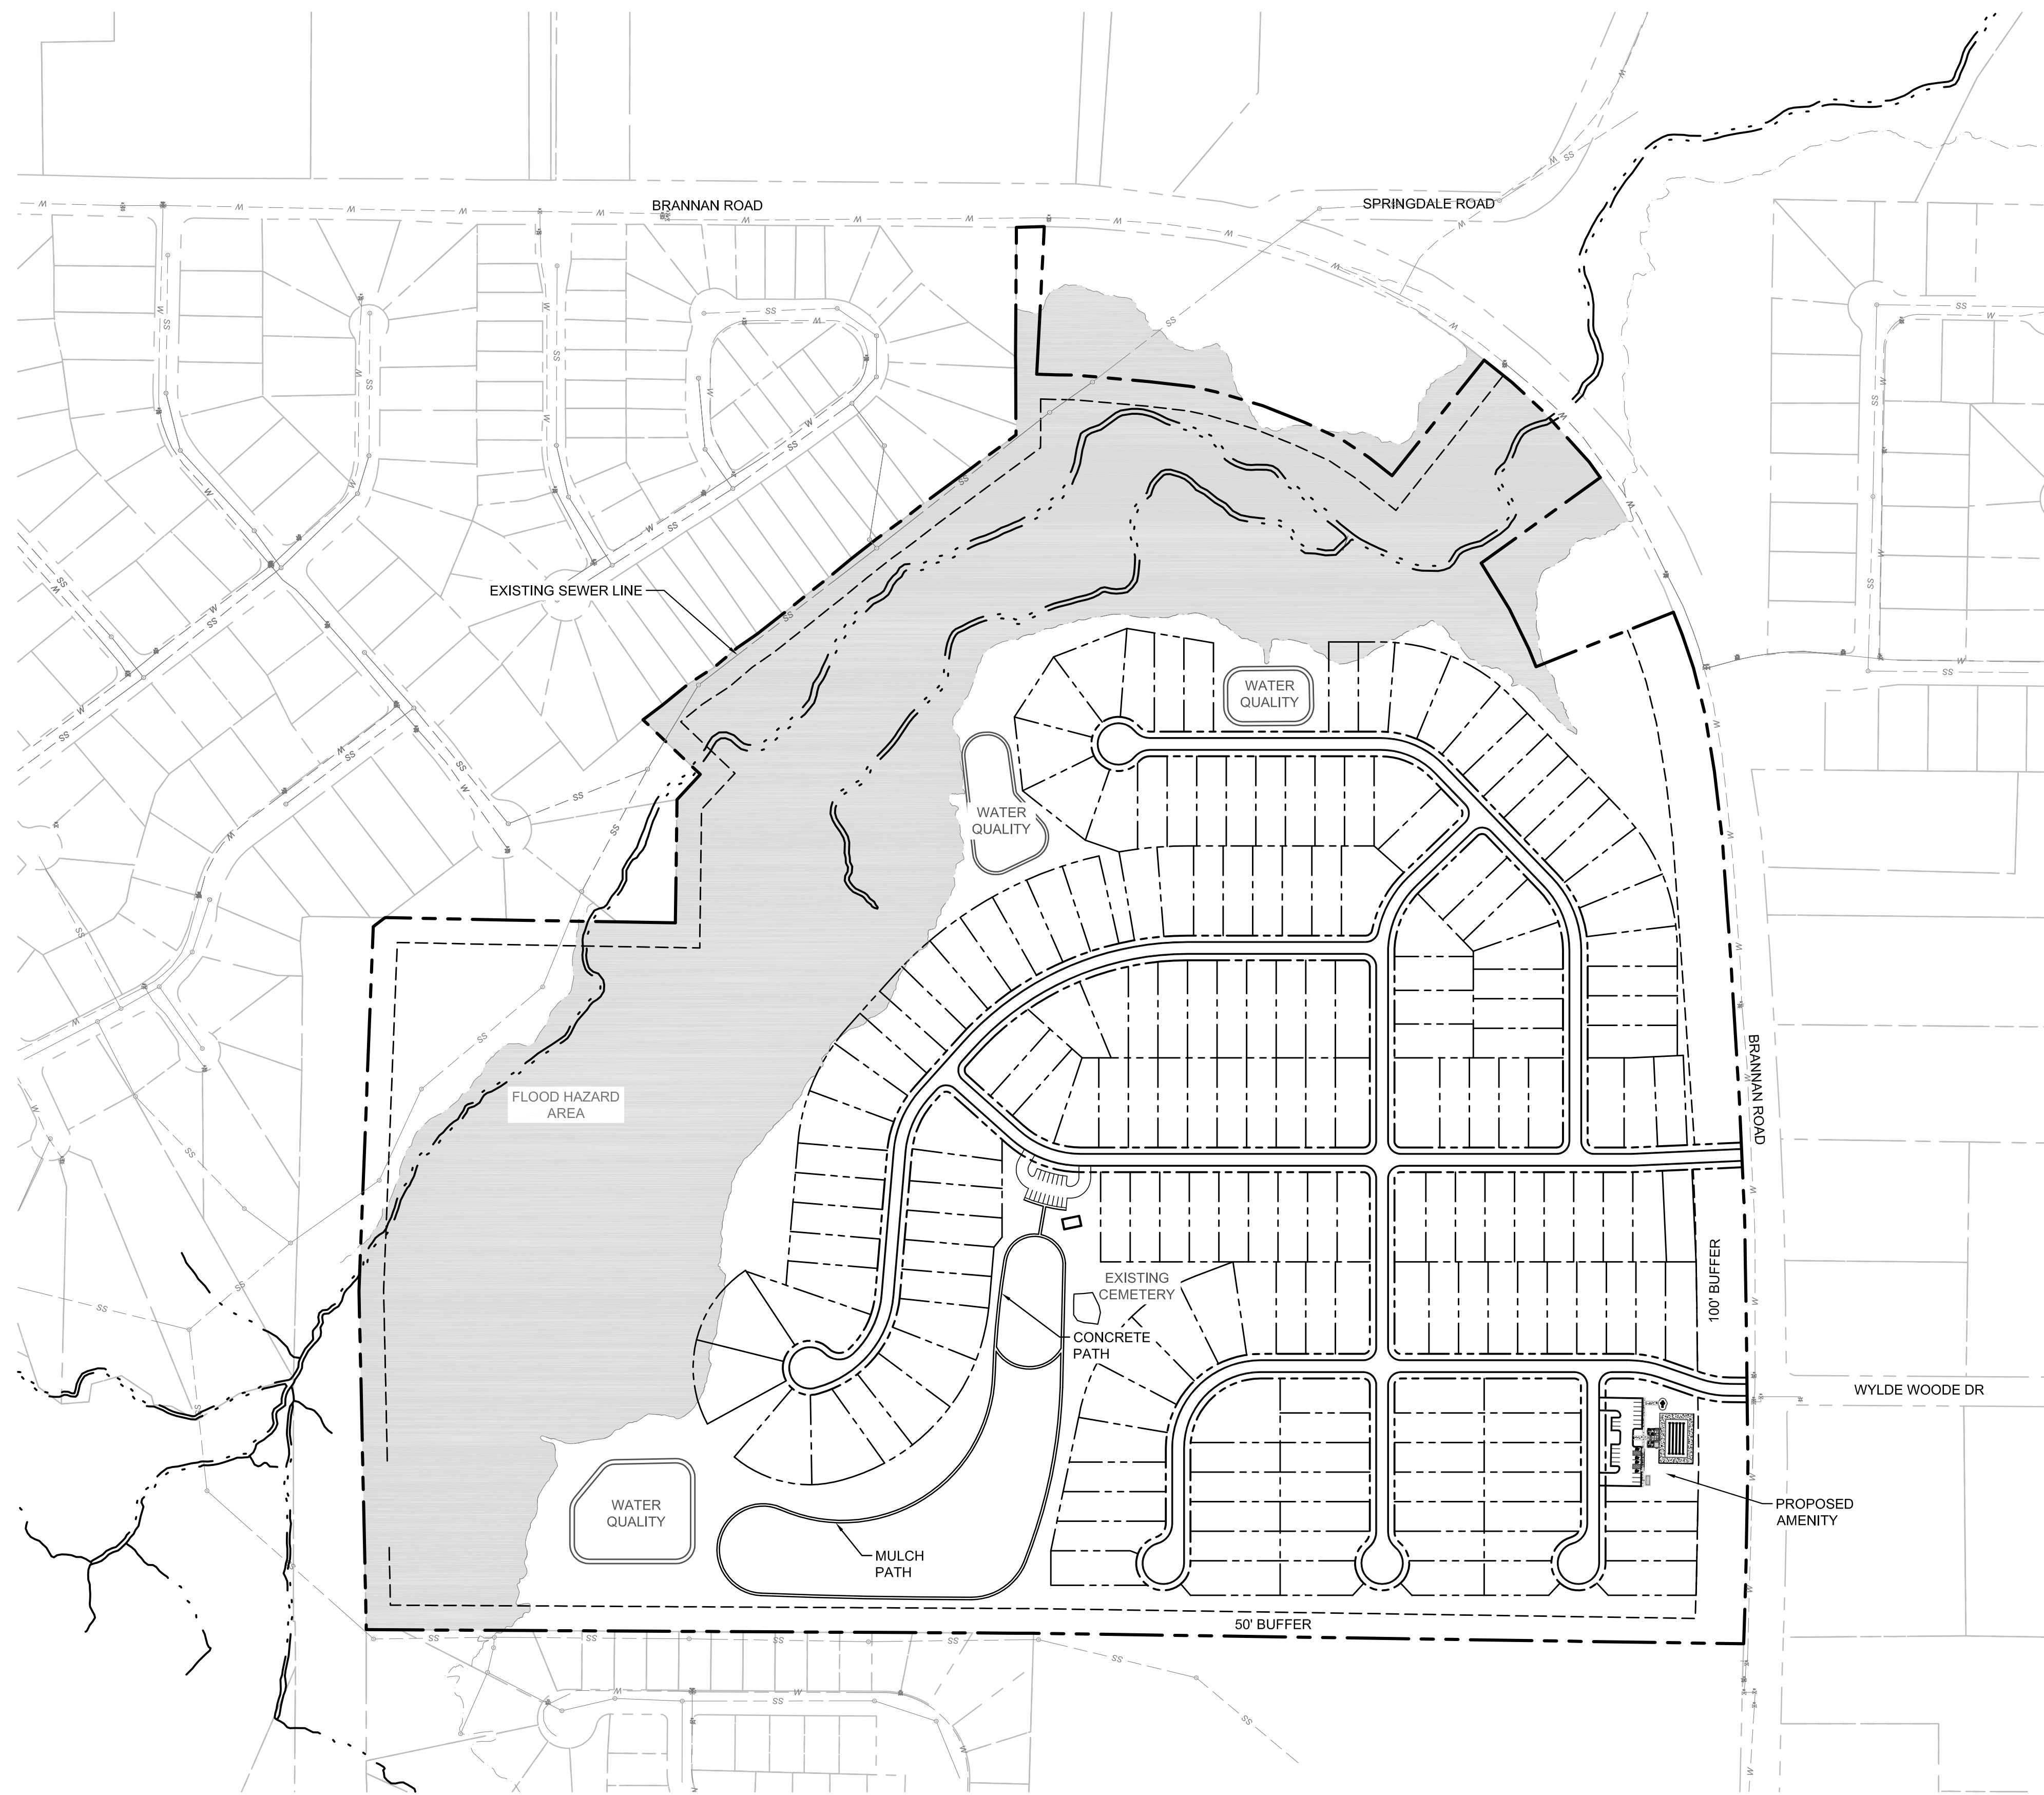 BRANNAN ROAD
SPRINGDALE ROAD
EXISTING SEWER LINE
WATER
QUALITY
WATER
QUALITY
FLOOD HAZARD
AREA
BRANNAN ROAD
100' BUFFER
EXISTING
CEMETERY
CONCRETE
PATH
WYLDE WOODE DR
WATER
QUALITY
PROPOSED
AMENITY
MULCH
PATH
50' BUFFER